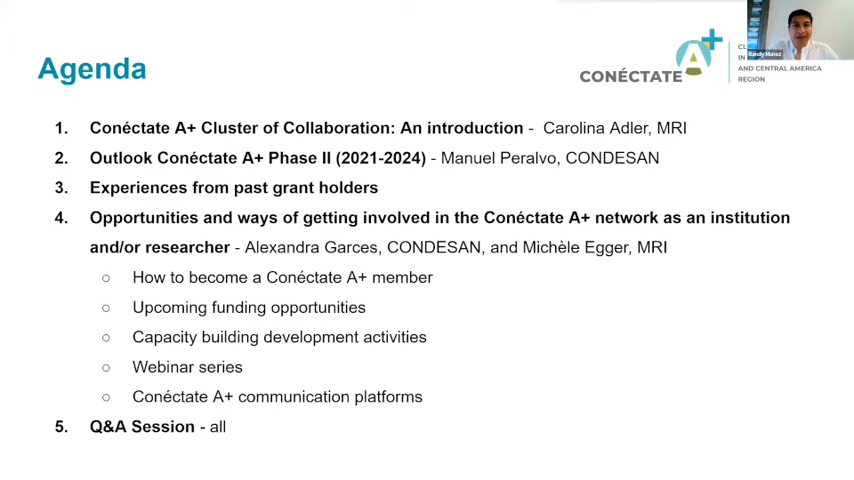 Agenda
CONÉCTATE A+
CL
IN
AND CENTRAL AMERICA
REGION
Randy Munoz
1. Conéctate A+ Cluster of Collaboration: An introduction - Carolina Adler, MRI
2. Outlook Conéctate A+ Phase II (2021-2024) - Manuel Peralvo, CONDESAN
3. Experiences from past grant holders
4. Opportunities and ways of getting involved in the Conéctate A+ network as an institution
and/or researcher - Alexandra Garces, CONDESAN, and Michèle Egger, MRI
○ How to become a Conéctate A+ member
○ Upcoming funding opportunities
○ Capacity building development activities
○ Webinar series
○ Conéctate A+ communication platforms
5. Q&A Session - all